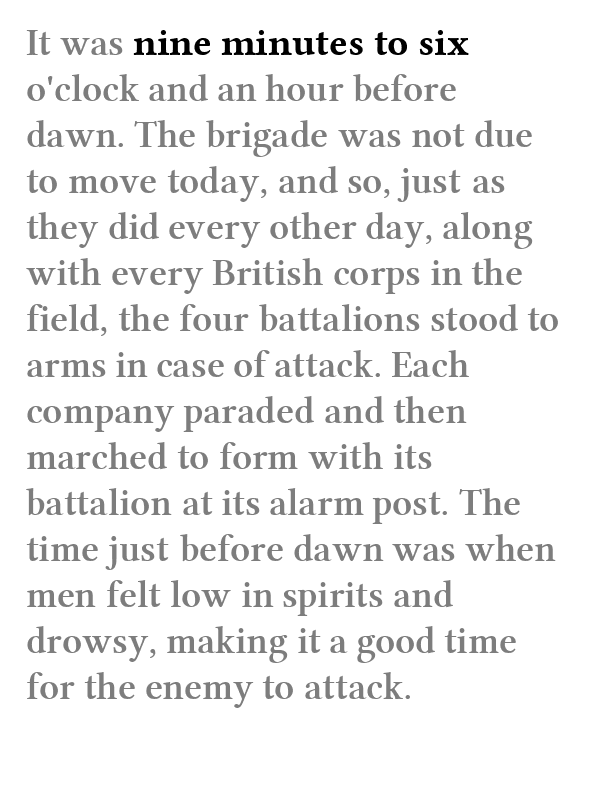 It was nine minutes to six
o'clock and an hour before
dawn. The brigade was not due
to move today, and so, just as
they did every other day, along
with every British corps in the
field, the four battalions stood to
arms in case of attack. Each
company paraded and then
marched to form with its
battalion at its alarm post. The
time just before dawn was when
men felt low in spirits and
drowsy, making it a good time
for the enemy to attack.